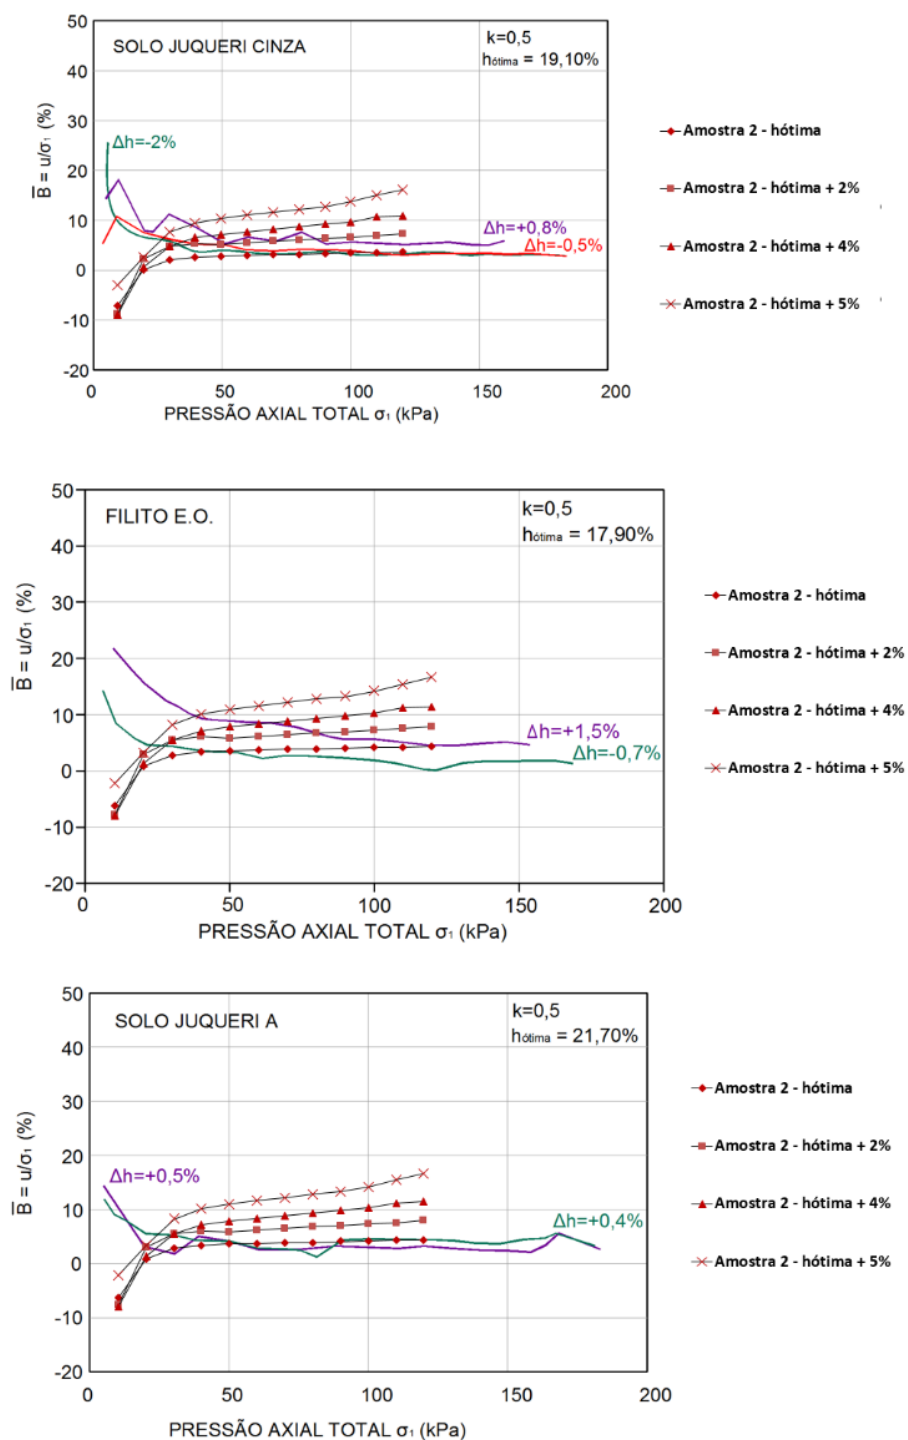 50
SOLO JUQUERI CINZA
k=0,5
hótima = 19,10%
40
30
20
10
0
-10
-20
B̅ = u/σ₁ (%)
Δh=-2%
Δh=+0,8%
Δh=-0,5%
0 50 100 150 200
PRESSÃO AXIAL TOTAL σ₁ (kPa)
Amostra 2 - hótima
Amostra 2 - hótima + 2%
Amostra 2 - hótima + 4%
Amostra 2 - hótima + 5%
50
FILITO E.O.
k=0,5
hótima = 17,90%
40
30
20
10
0
-10
-20
B̅ = u/σ₁ (%)
Δh=+1,5%
Δh=-0,7%
0 50 100 150 200
PRESSÃO AXIAL TOTAL σ₁ (kPa)
Amostra 2 - hótima
Amostra 2 - hótima + 2%
Amostra 2 - hótima + 4%
Amostra 2 - hótima + 5%
50
SOLO JUQUERI A
k=0,5
hótima = 21,70%
40
30
20
10
0
-10
-20
B̅ = u/σ₁ (%)
Δh=+0,5%
Δh=+0,4%
0 50 100 150 200
PRESSÃO AXIAL TOTAL σ₁ (kPa)
Amostra 2 - hótima
Amostra 2 - hótima + 2%
Amostra 2 - hótima + 4%
Amostra 2 - hótima + 5%